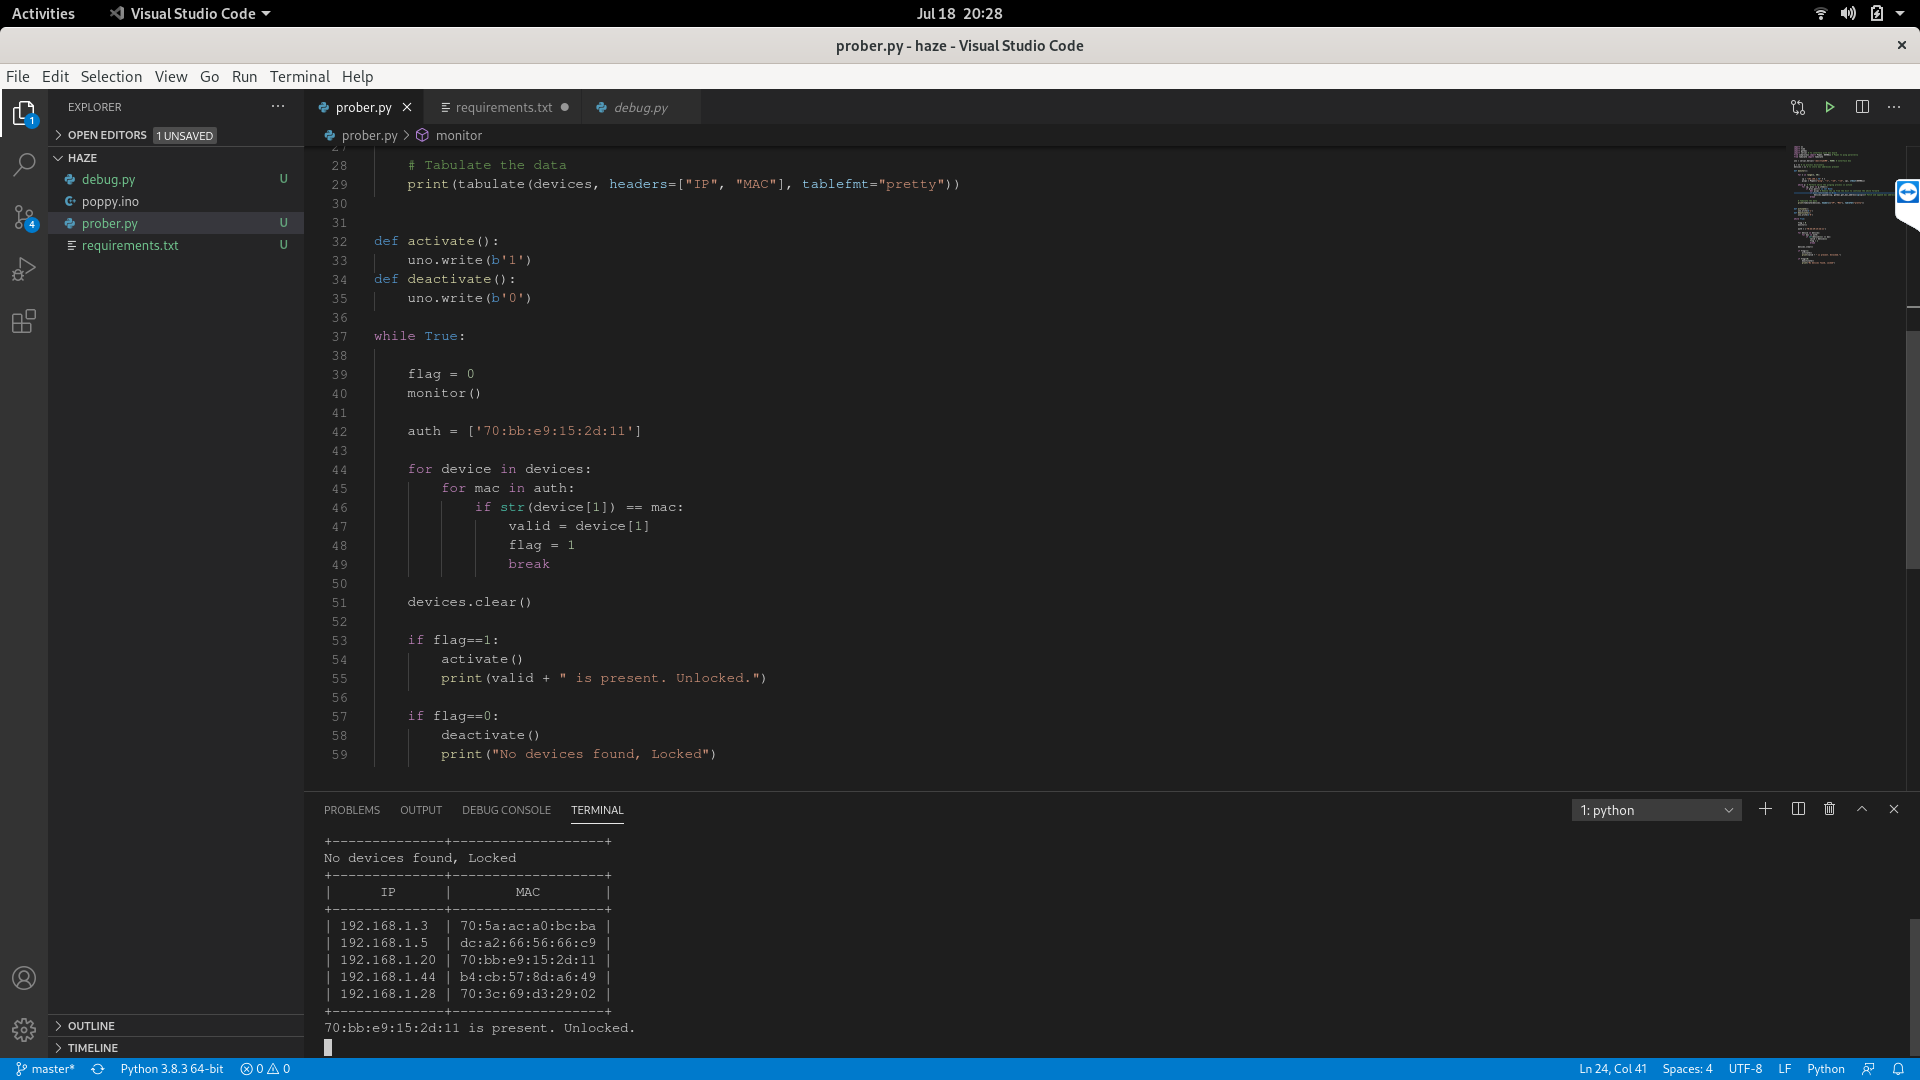 Activities
Visual Studio Code
Jul 18 20:28
prober.py - haze - Visual Studio Code
File Edit Selection View Go Run Terminal Help
EXPLORER
OPEN EDITORS 1 UNSAVED
HAZE
debug.py U
poppy.ino
prober.py U
requirements.txt U
OUTLINE
TIMELINE
1
4
prober.py
requirements.txt
debug.py
prober.py > monitor
27
28 # Tabulate the data
29 print(tabulate(devices, headers=["IP", "MAC"], tablefmt="pretty"))
30
31
32 def activate():
33 uno.write(b'1')
34 def deactivate():
35 uno.write(b'0')
36
37 while True:
38
39 flag = 0
40 monitor()
41
42 auth = ['70:bb:e9:15:2d:11']
43
44 for device in devices:
45 for mac in auth:
46 if str(device[1]) == mac:
47 valid = device[1]
48 flag = 1
49 break
50
51 devices.clear()
52
53 if flag==1:
54 activate()
55 print(valid + " is present. Unlocked.")
56
57 if flag==0:
58 deactivate()
59 print("No devices found, Locked")
PROBLEMS OUTPUT DEBUG CONSOLE TERMINAL
1: python
+--------------+-------------------+
No devices found, Locked
+--------------+-------------------+
| IP | MAC |
+--------------+-------------------+
| 192.168.1.3 | 70:5a:ac:a0:bc:ba |
| 192.168.1.5 | dc:a2:66:56:66:c9 |
| 192.168.1.20 | 70:bb:e9:15:2d:11 |
| 192.168.1.44 | b4:cb:57:8d:a6:49 |
| 192.168.1.28 | 70:3c:69:d3:29:02 |
+--------------+-------------------+
70:bb:e9:15:2d:11 is present. Unlocked.
master* Python 3.8.3 64-bit 0 0
Ln 24, Col 41 Spaces: 4 UTF-8 LF Python